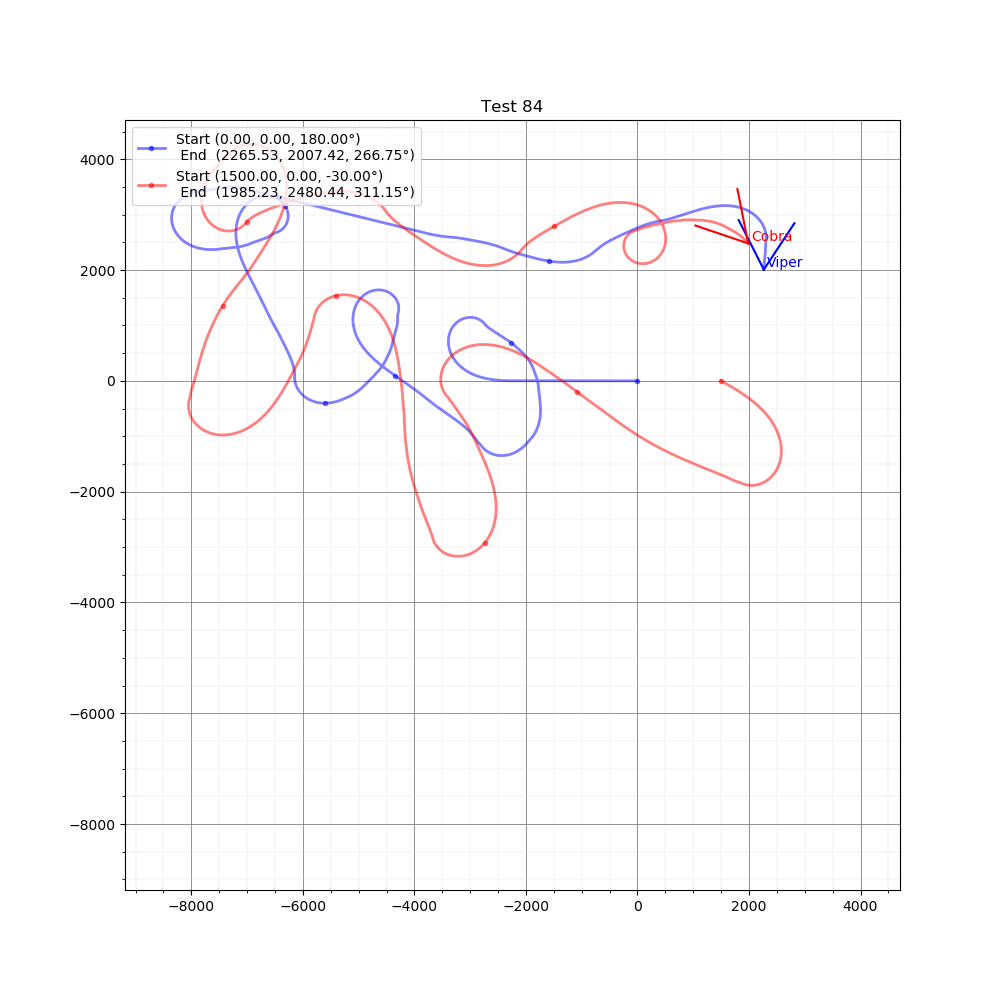 Test 84
Start (0.00, 0.00, 180.00°)
End (2265.53, 2007.42, 266.75°)
Start (1500.00, 0.00, -30.00°)
End (1985.23, 2480.44, 311.15°)
4000
2000
0
−2000
−4000
−6000
−8000
Cobra
Viper
−8000 −6000 −4000 −2000 0 2000 4000